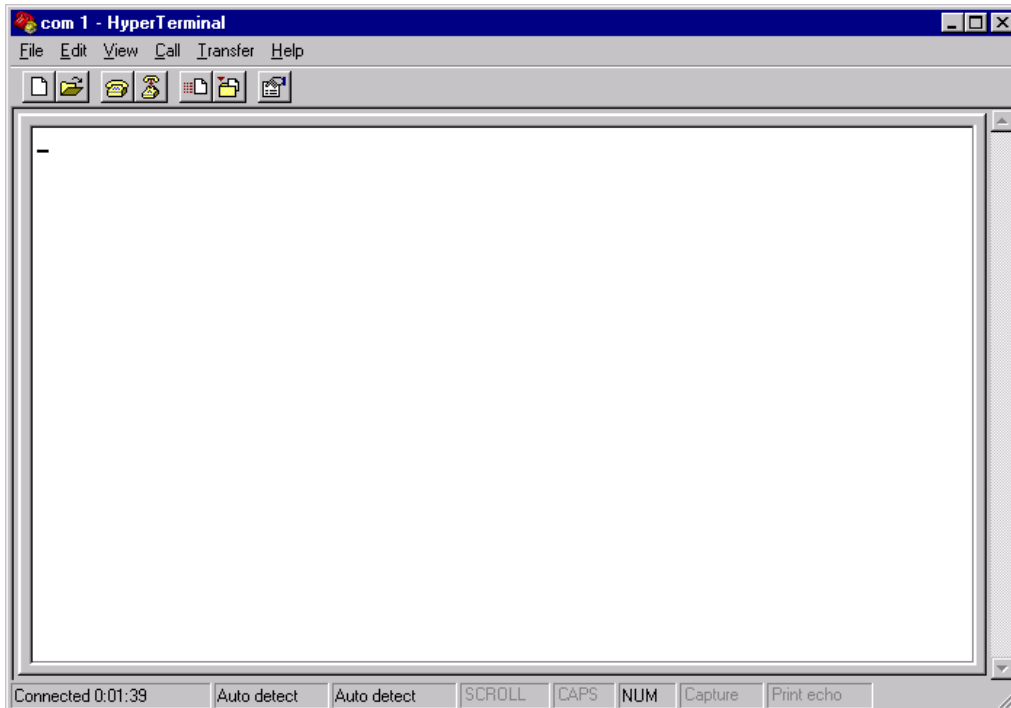 com 1 - HyperTerminal
File Edit View Call Transfer Help
Connected 0:01:39 Auto detect Auto detect SCROLL CAPS NUM Capture Print echo